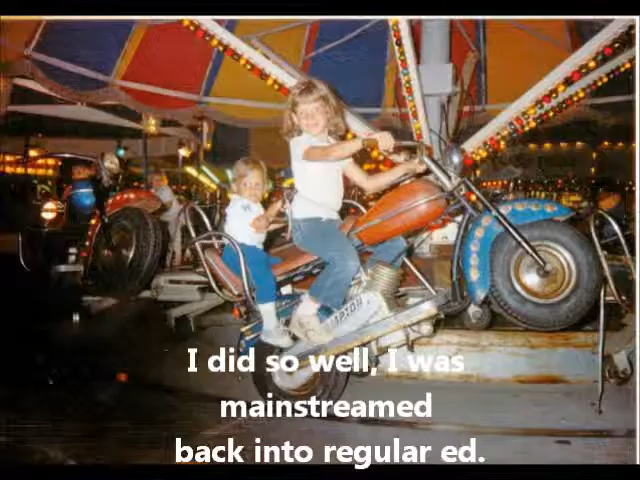 I did so well, I was
mainstreamed
back into regular ed.